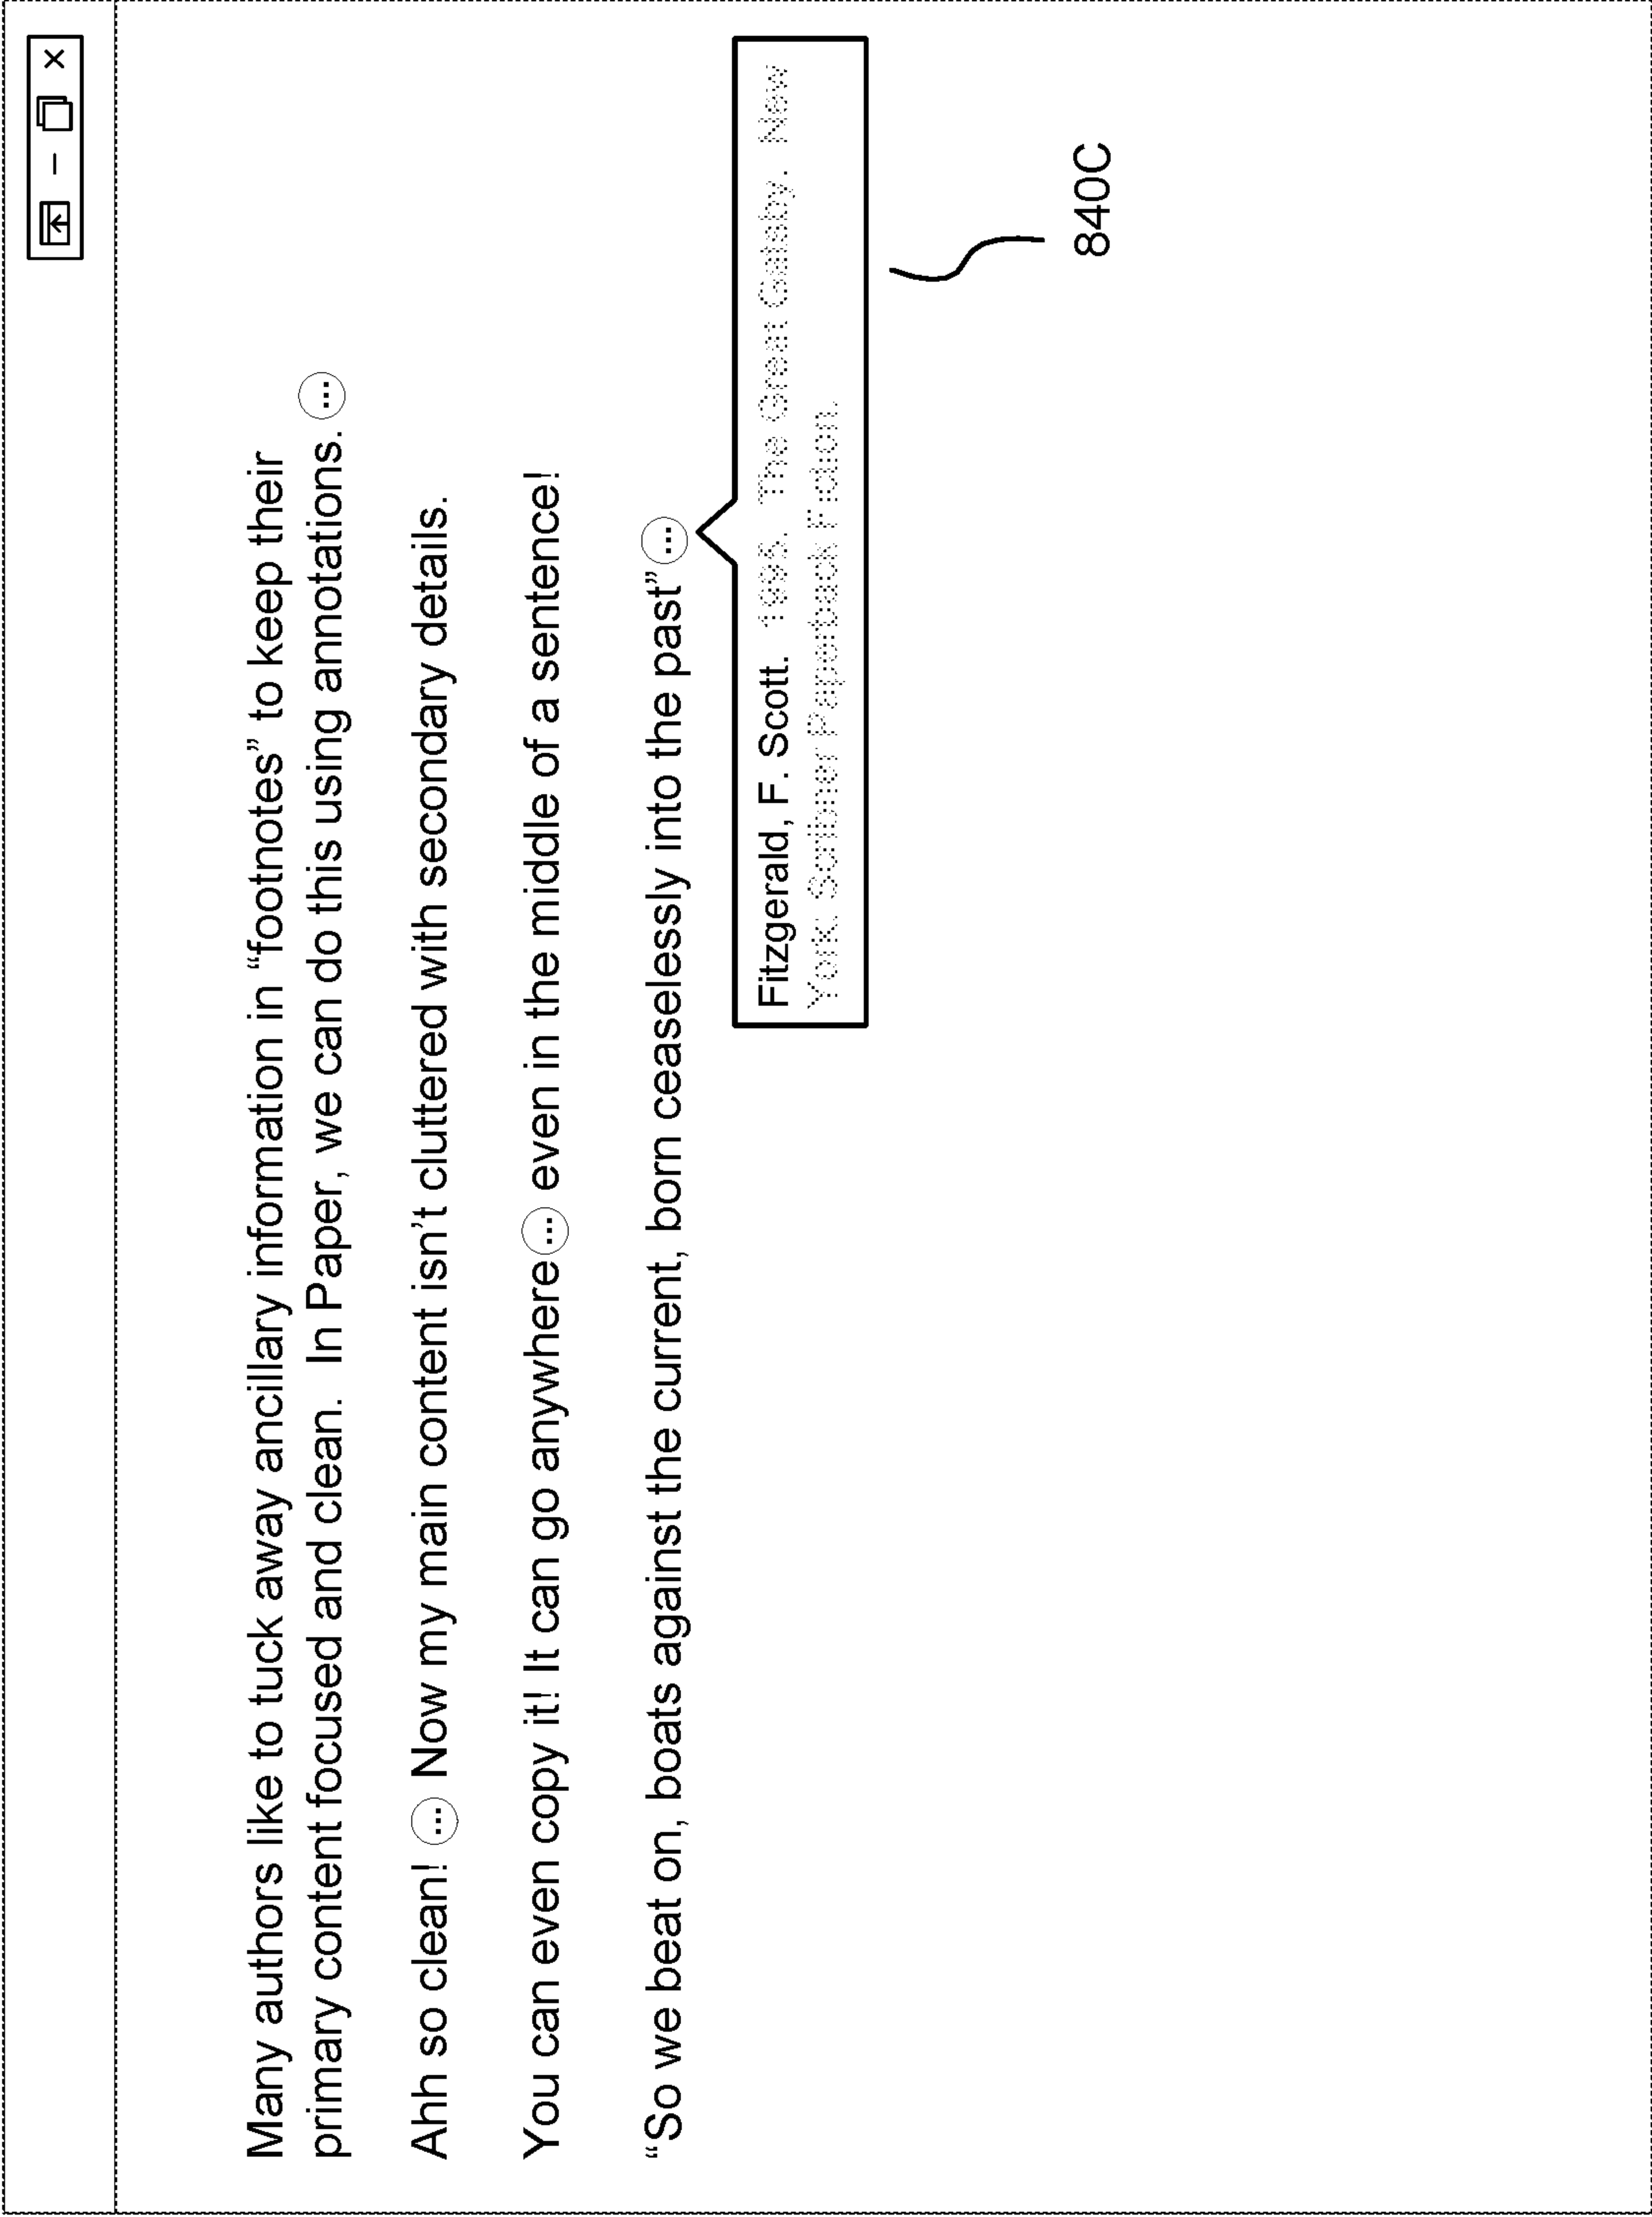 Many authors like to tuck away ancillary information in “footnotes” to keep their
primary content focused and clean. In Paper, we can do this using annotations. ...
Ahh so clean! ... Now my main content isn’t cluttered with secondary details.
You can even copy it! It can go anywhere ... even in the middle of a sentence!
“So we beat on, boats against the current, born ceaselessly into the past” ...
Fitzgerald, F. Scott. The Great Gatsby. New
York: Scribner Paperback Fiction.
840C